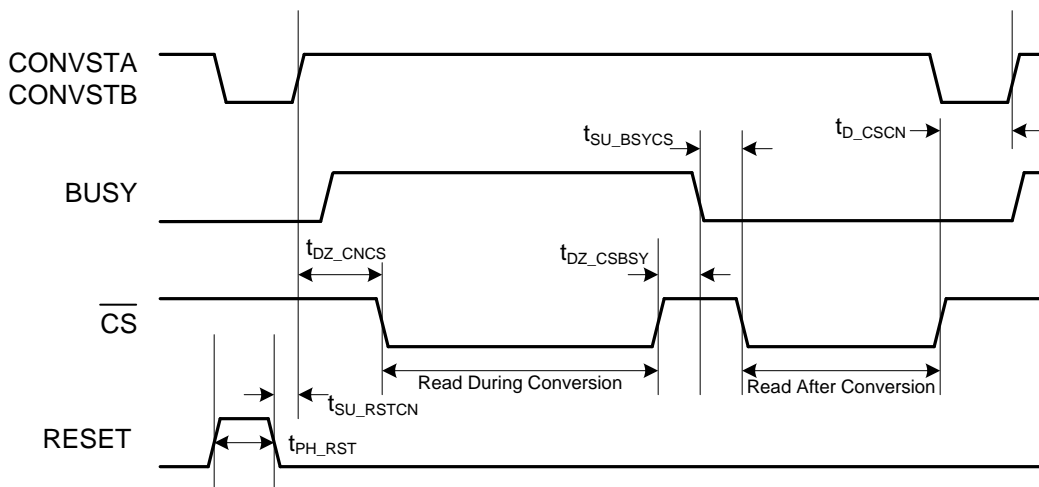 CONVSTA
CONVSTB
t_SU_BSYCS
t_D_CSCN
BUSY
t_DZ_CNCS
t_DZ_CSBSY
CS
Read During Conversion
Read After Conversion
t_SU_RSTCN
RESET
t_PH_RST